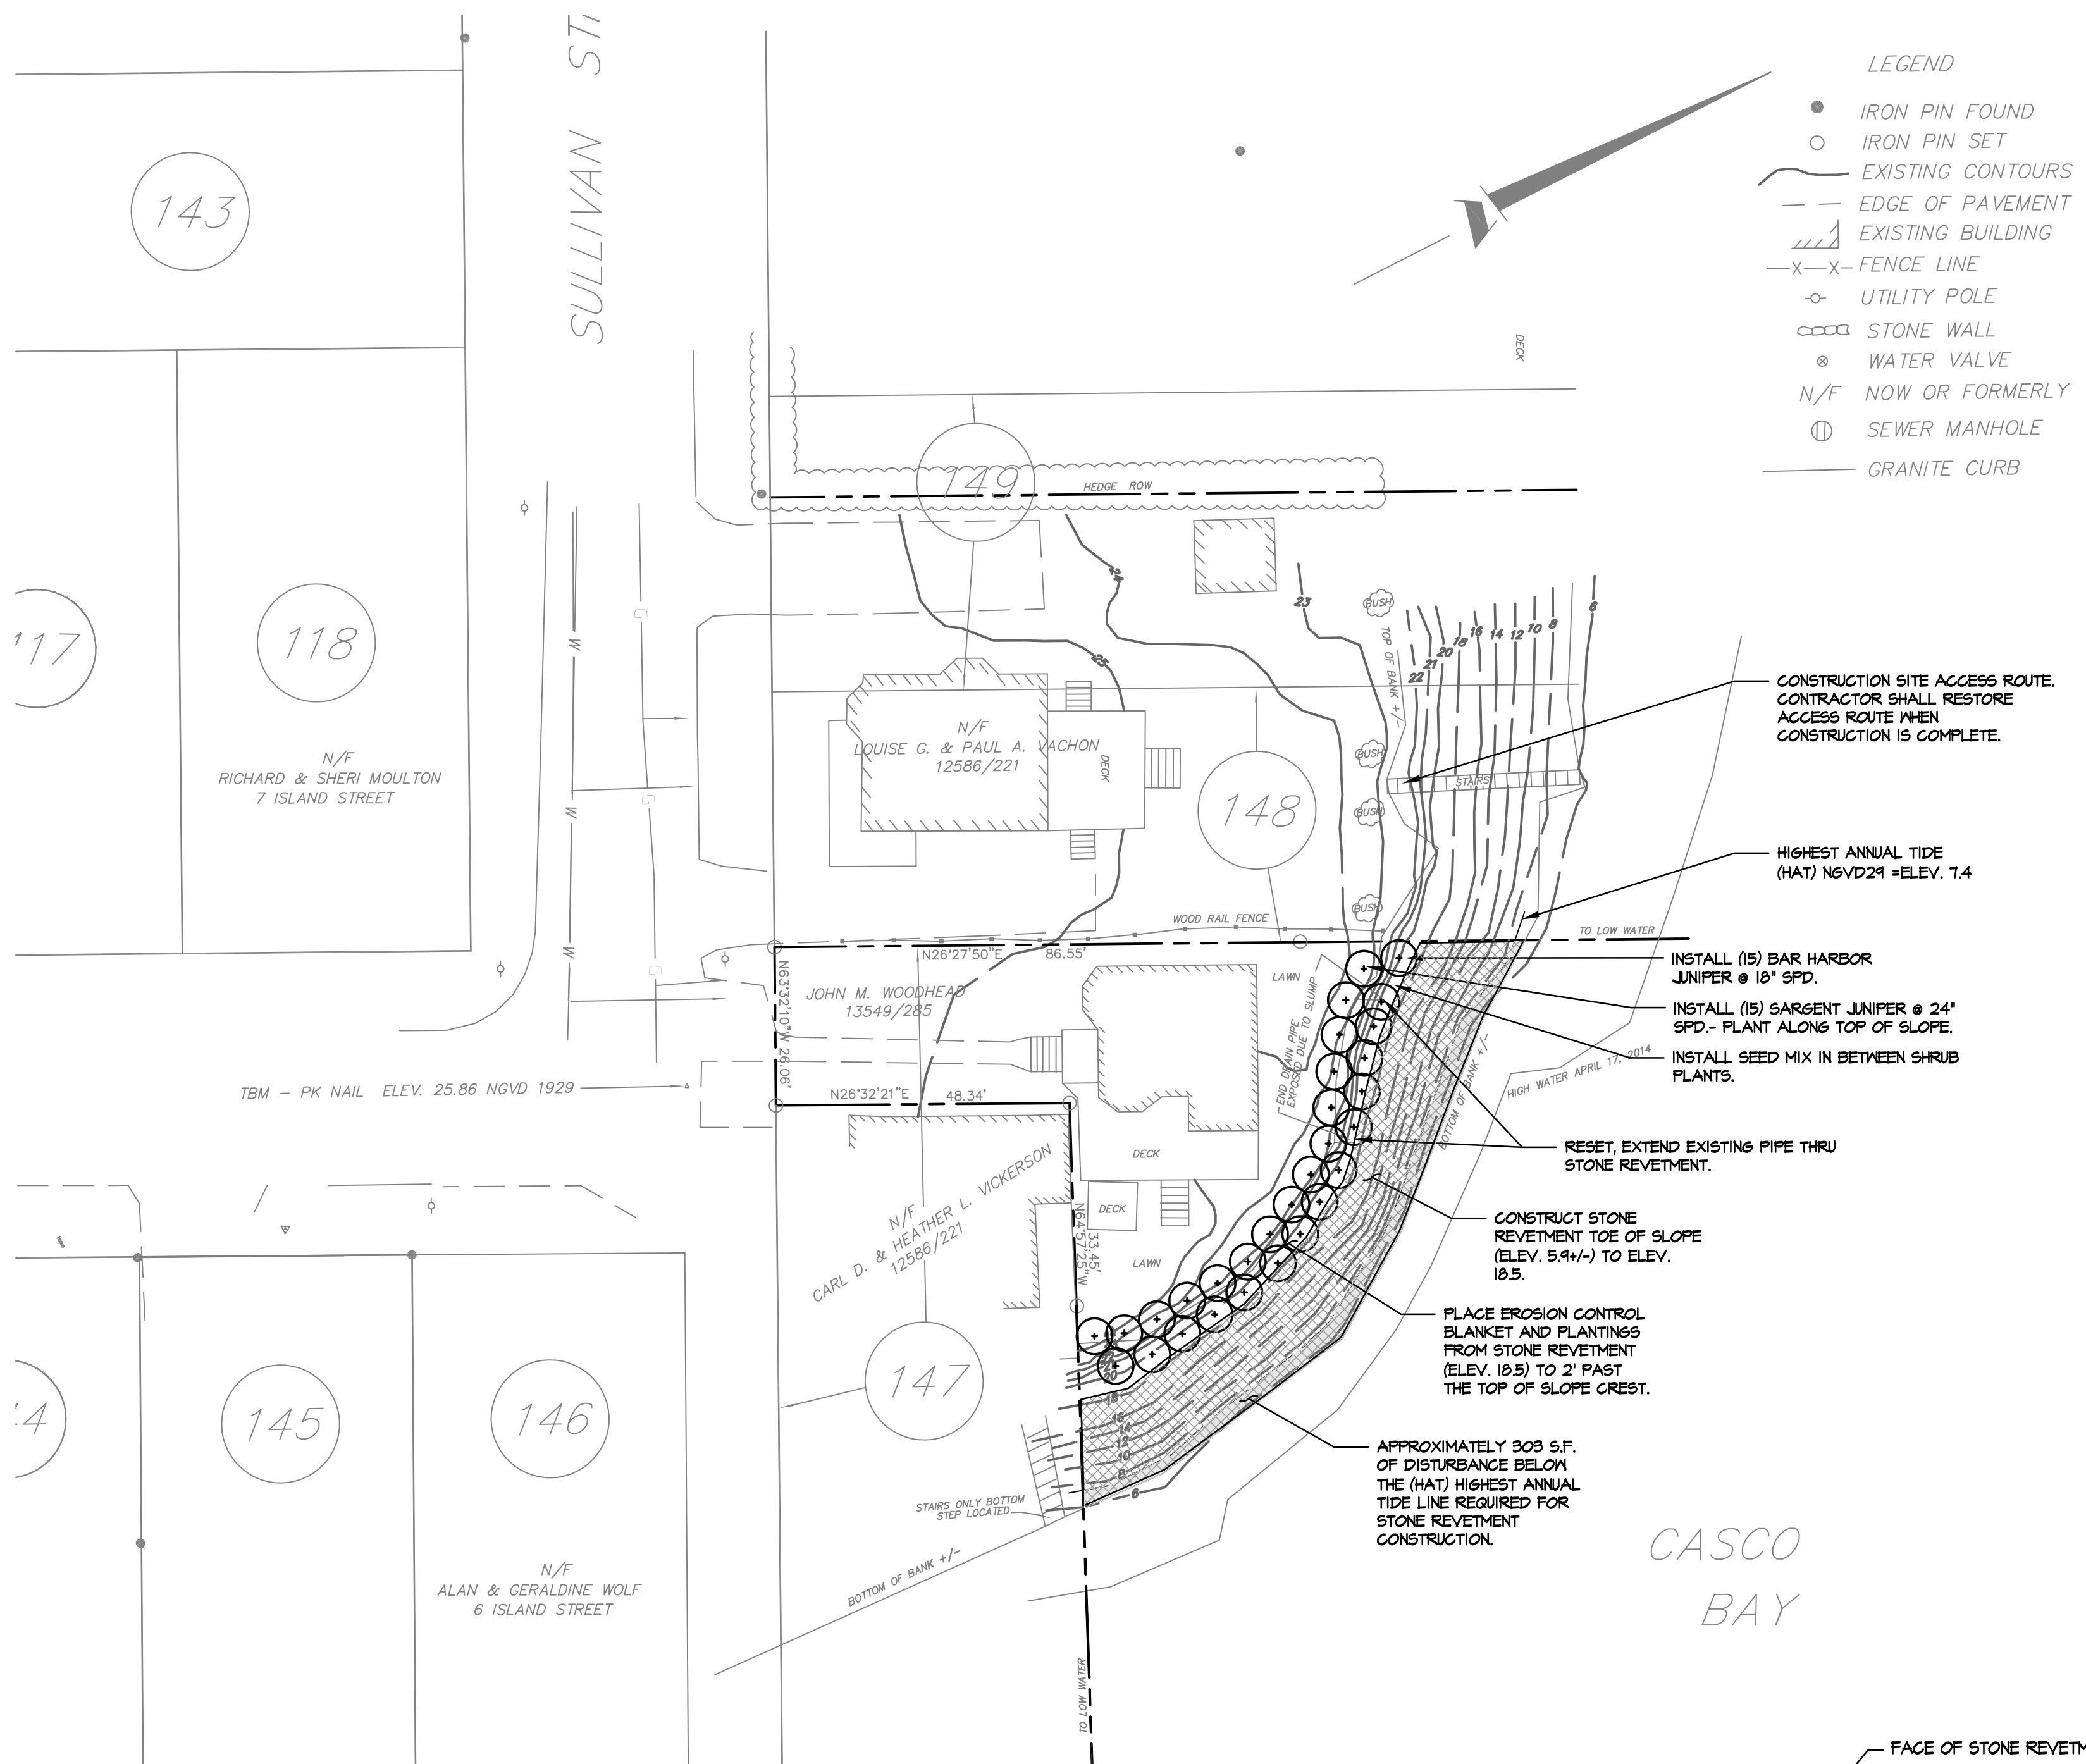 SULLIVAN
LEGEND
IRON PIN FOUND
IRON PIN SET
EXISTING CONTOURS
EDGE OF PAVEMENT
EXISTING BUILDING
X X FENCE LINE
UTILITY POLE
STONE WALL
WATER VALVE
N/F NOW OR FORMERLY
SEWER MANHOLE
GRANITE CURB
143
DECK
149
HEDGE ROW
117
118
N/F
RICHARD & SHERI MOULTON
7 ISLAND STREET
W
W
W
G
G
G
24
25
23
BUSH
BUSH
BUSH
BUSH
TOP OF BANK +/-
22
21
20
18
16
14
12
10
8
6
N/F
LOUISE G. & PAUL A. VACHON
12586/221
DECK
148
STAIRS
CONSTRUCTION SITE ACCESS ROUTE.
CONTRACTOR SHALL RESTORE
ACCESS ROUTE WHEN
CONSTRUCTION IS COMPLETE.
HIGHEST ANNUAL TIDE
(HAT) NGVD29 =ELEV. 7.4
WOOD RAIL FENCE
TO LOW WATER
N26°27'50"E 86.55'
N63°32'10"W 26.06'
JOHN M. WOODHEAD
13549/285
LAWN
END DRAIN PIPE
EXPOSED DUE TO SLUMP
INSTALL (15) BAR HARBOR
JUNIPER @ 18" SPD.
INSTALL (15) SARGENT JUNIPER @ 24"
SPD.- PLANT ALONG TOP OF SLOPE.
INSTALL SEED MIX IN BETWEEN SHRUB
PLANTS.
HIGH WATER APRIL 17, 2014
BOTTOM OF BANK +/-
TBM - PK NAIL ELEV. 25.86 NGVD 1929
N26°32'21"E 48.34'
RESET, EXTEND EXISTING PIPE THRU
STONE REVETMENT.
DECK
DECK
N64°57'25"W
33.45'
LAWN
N/F
CARL D. & HEATHER L. VICKERSON
12586/221
CONSTRUCT STONE
REVETMENT TOE OF SLOPE
(ELEV. 5.9+/-) TO ELEV.
18.5.
PLACE EROSION CONTROL
BLANKET AND PLANTINGS
FROM STONE REVETMENT
(ELEV. 18.5) TO 2' PAST
THE TOP OF SLOPE CREST.
147
145
146
20
18
16
14
12
10
8
6
APPROXIMATELY 303 S.F.
OF DISTURBANCE BELOW
THE (HAT) HIGHEST ANNUAL
TIDE LINE REQUIRED FOR
STONE REVETMENT
CONSTRUCTION.
STAIRS ONLY BOTTOM
STEP LOCATED
BOTTOM OF BANK +/-
N/F
ALAN & GERALDINE WOLF
6 ISLAND STREET
CASCO
BAY
TO LOW WATER
FACE OF STONE